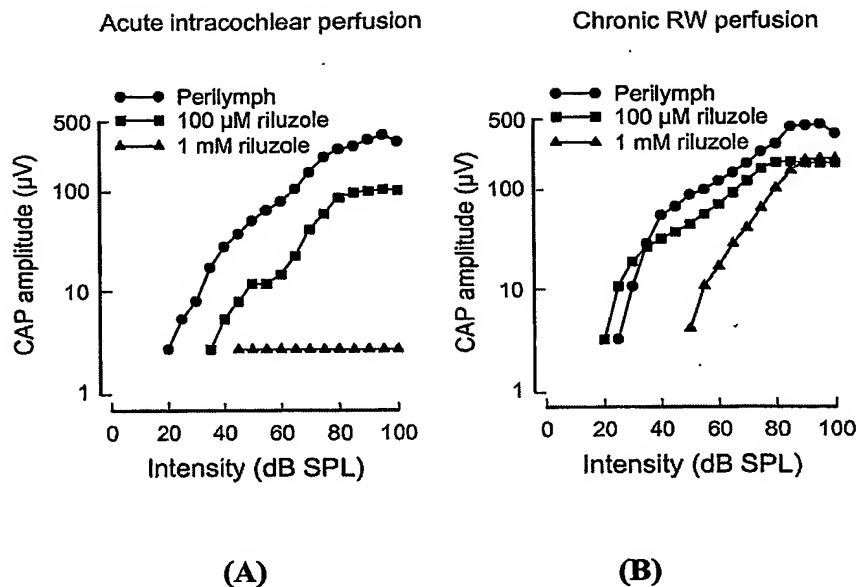 Acute intracochlear perfusion
Perilymph
100 µM riluzole
1 mM riluzole
500
100
10
1
CAP amplitude (µV)
0 20 40 60 80 100
Intensity (dB SPL)
(A)
Chronic RW perfusion
Perilymph
100 µM riluzole
1 mM riluzole
500
100
10
1
CAP amplitude (µV)
0 20 40 60 80 100
Intensity (dB SPL)
(B)